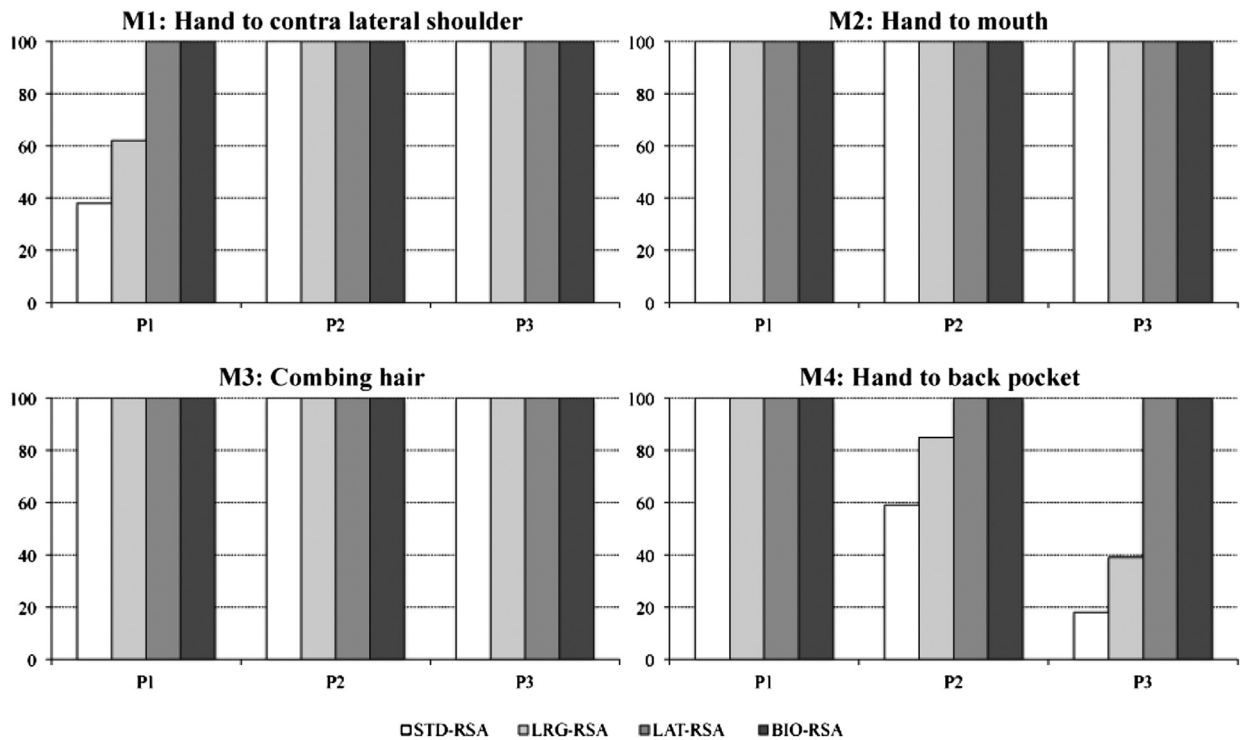 M1: Hand to contra lateral shoulder
100
80
60
40
20
0
P1 P2 P3
M2: Hand to mouth
100
80
60
40
20
0
P1 P2 P3
M3: Combing hair
100
80
60
40
20
0
P1 P2 P3
M4: Hand to back pocket
100
80
60
40
20
0
P1 P2 P3
STD-RSA LRG-RSA LAT-RSA BIO-RSA